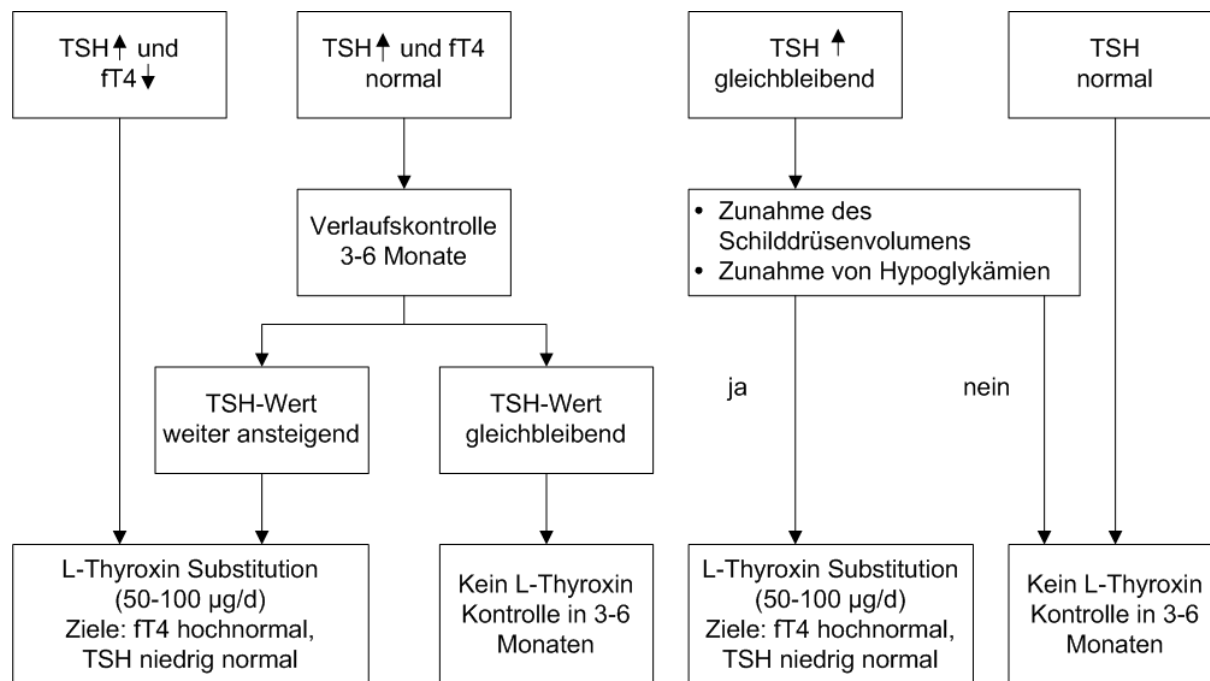 TSH↑ und
fT4↓
TSH↑ und fT4
normal
TSH ↑
gleichbleibend
TSH
normal
Verlaufskontrolle
3-6 Monate
• Zunahme des
Schilddrüsenvolumens
• Zunahme von Hypoglykämien
TSH-Wert
weiter ansteigend
TSH-Wert
gleichbleibend
ja
nein
L-Thyroxin Substitution
(50-100 µg/d)
Ziele: fT4 hochnormal,
TSH niedrig normal
Kein L-Thyroxin
Kontrolle in 3-6
Monaten
L-Thyroxin Substitution
(50-100 µg/d)
Ziele: fT4 hochnormal,
TSH niedrig normal
Kein L-Thyroxin
Kontrolle in 3-6
Monaten